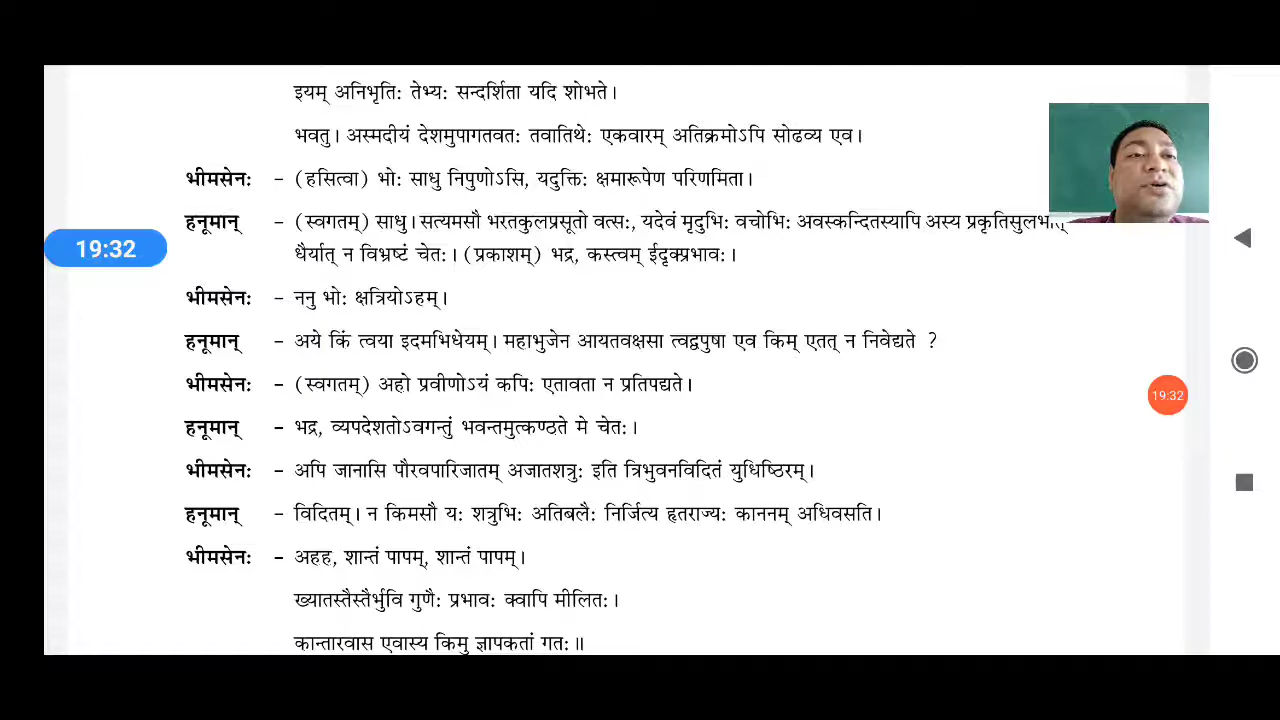 इयम् अनिभृतिः तेभ्यः सन्दर्शिता यदि शोभते।
भवतु। अस्मदीयं देशमुपागतवतः तवातिथेः एकवारम् अतिक्रमोऽपि सोढव्य एव।
भीमसेनः – (हसित्वा) भोः साधु निपुणोऽसि, यदुक्तिः क्षमारूपेण परिणमिता।
हनूमान् – (स्वगतम्) साधु। सत्यमसौ भरतकुलप्रसूतो वत्सः, यदेवं मृदुभिः वचोभिः अवस्कन्दितस्यापि अस्य प्रकृतिसुलभात्
19:32
धैर्यात् न विभ्रष्टं चेतः। (प्रकाशम्) भद्र, कस्त्वम् ईदृक्प्रभावः।
भीमसेनः – ननु भोः क्षत्रियोऽहम्।
हनूमान् – अये किं त्वया इदमभिधेयम्। महाभुजेन आयतवक्षसा त्वद्वपुषा एव किम् एतत् न निवेद्यते ?
भीमसेनः – (स्वगतम्) अहो प्रवीणोऽयं कपिः एतावता न प्रतिपद्यते।
19:32
हनूमान् – भद्र, व्यपदेशतोऽवगन्तुं भवन्तमुत्कण्ठते मे चेतः।
भीमसेनः – अपि जानासि पौरवपारिजातम् अजातशत्रुः इति त्रिभुवनविदितं युधिष्ठिरम्।
हनूमान् – विदितम्। न किमसौ यः शत्रुभिः अतिबलैः निर्जित्य हृतराज्यः काननम् अधिवसति।
भीमसेनः – अहह, शान्तं पापम्, शान्तं पापम्।
ख्यातस्तैस्तैर्भुवि गुणैः प्रभावः क्वापि मीलितः।
कान्तारवास एवास्य किमु ज्ञापकतां गतः॥